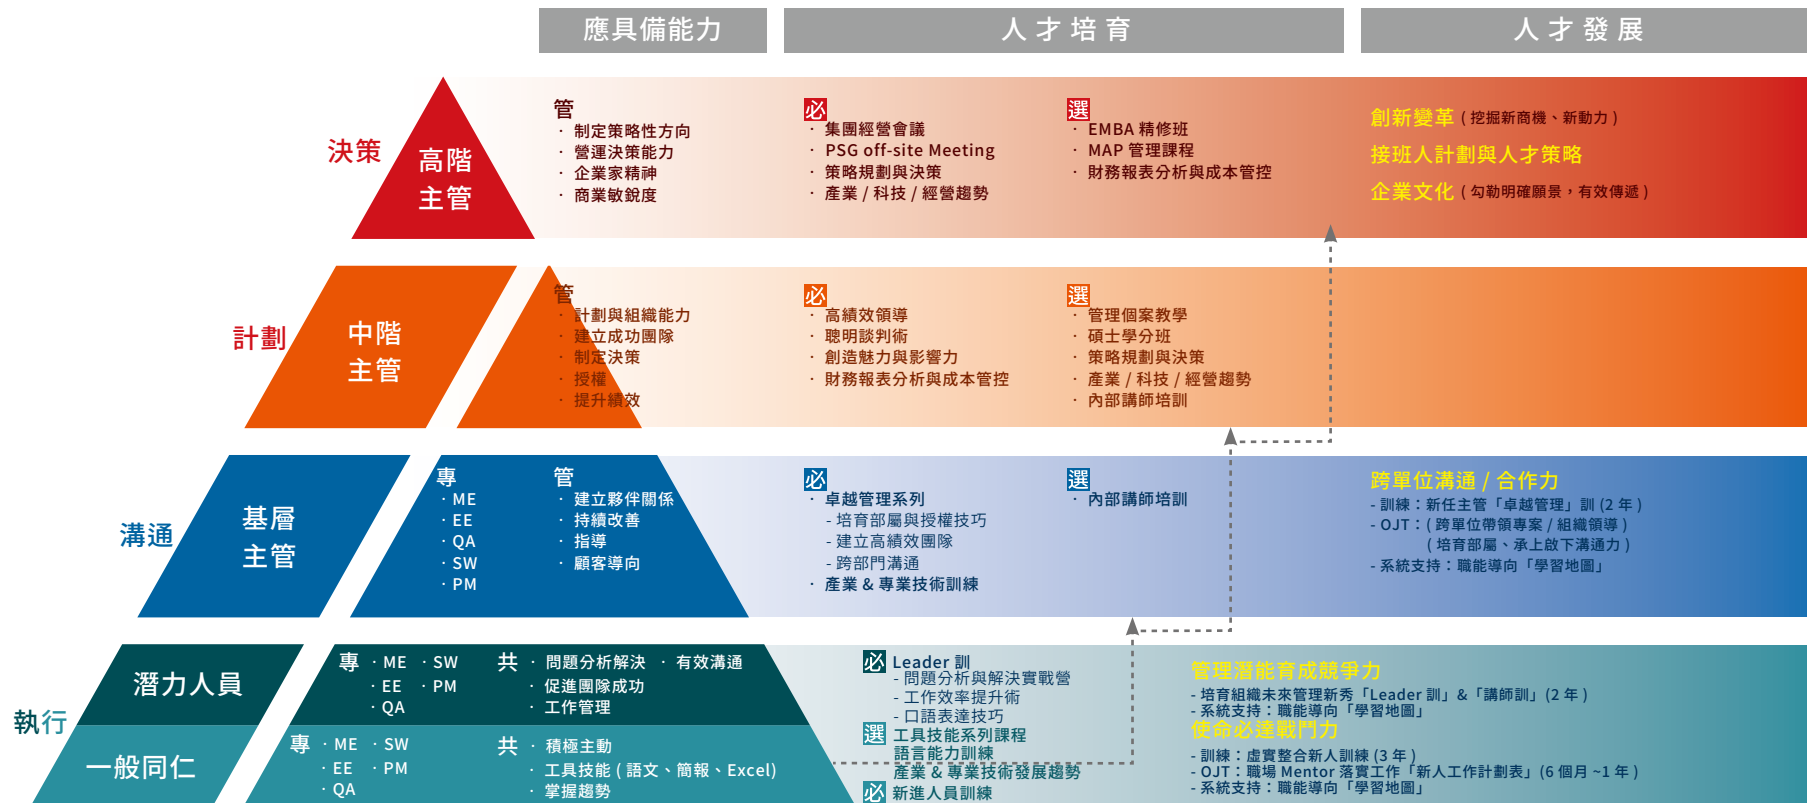 應具備能力
人才培育
人才發展
決策
高階
主管
管
· 制定策略性方向
· 營運決策能力
· 企業家精神
· 商業敏銳度
必
· 集團經營會議
· PSG off-site Meeting
· 策略規劃與決策
· 產業 / 科技 / 經營趨勢
選
· EMBA 精修班
· MAP 管理課程
· 財務報表分析與成本管控
創新變革 ( 挖掘新商機、新動力 )
接班人計劃與人才策略
企業文化 ( 勾勒明確願景，有效傳遞 )
計劃
中階
主管
管
· 計劃與組織能力
· 建立成功團隊
· 制定決策
· 授權
· 提升績效
必
· 高績效領導
· 聰明談判術
· 創造魅力與影響力
· 財務報表分析與成本管控
選
· 管理個案教學
· 碩士學分班
· 策略規劃與決策
· 產業 / 科技 / 經營趨勢
· 內部講師培訓
溝通
基層
主管
專
· ME
· EE
· QA
· SW
· PM
管
· 建立夥伴關係
· 持續改善
· 指導
· 顧客導向
必
· 卓越管理系列
- 培育部屬與授權技巧
- 建立高績效團隊
- 跨部門溝通
· 產業 & 專業技術訓練
選
· 內部講師培訓
跨單位溝通 / 合作力
- 訓練：新任主管「卓越管理」訓 (2 年 )
- OJT：( 跨單位帶領專案 / 組織領導 )
( 培育部屬、承上啟下溝通力 )
- 系統支持：職能導向「學習地圖」
執行
潛力人員
專 · ME · SW
· EE · PM
· QA
共 · 問題分析解決 · 有效溝通
· 促進團隊成功
· 工作管理
一般同仁
專 · ME · SW
· EE · PM
· QA
共 · 積極主動
· 工具技能 ( 語文、簡報、Excel)
· 掌握趨勢
必 Leader 訓
- 問題分析與解決實戰營
- 工作效率提升術
- 口語表達技巧
選 工具技能系列課程
語言能力訓練
產業 & 專業技術發展趨勢
必 新進人員訓練
管理潛能育成競爭力
- 培育組織未來管理新秀「Leader 訓」&「講師訓」(2 年 )
- 系統支持：職能導向「學習地圖」
使命必達戰鬥力
- 訓練：虛實整合新人訓練 (3 年 )
- OJT：職場 Mentor 落實工作「新人工作計劃表」(6 個月 ~1 年 )
- 系統支持：職能導向「學習地圖」